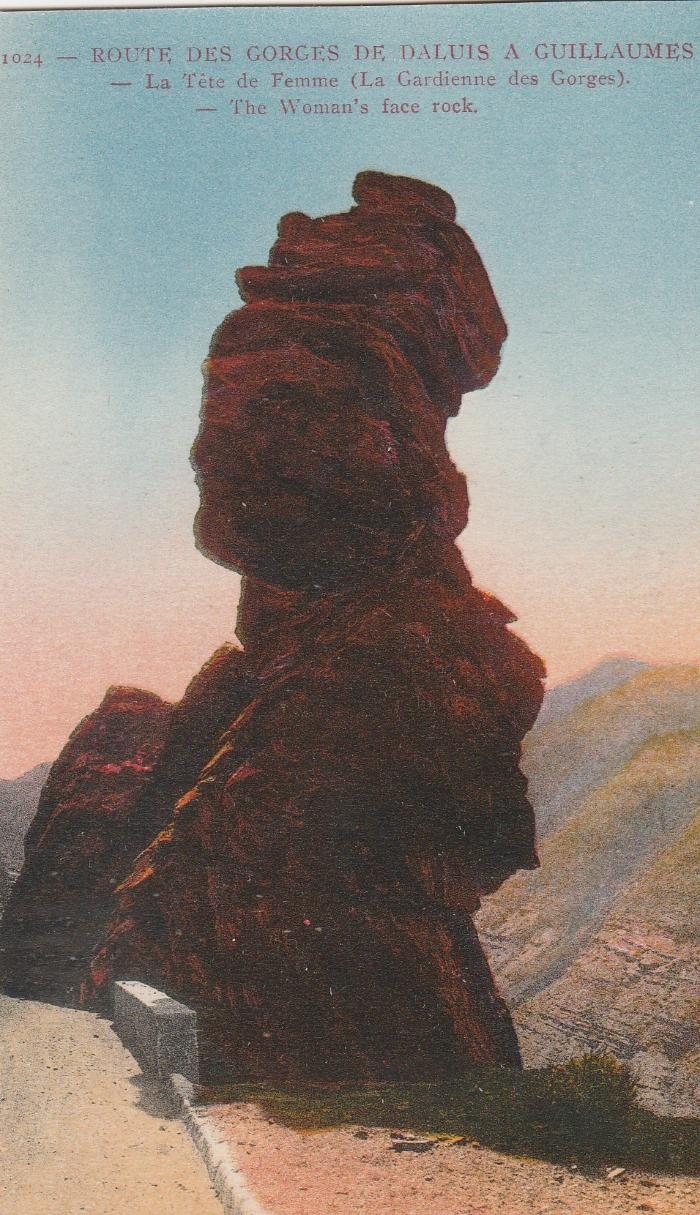 1024 — ROUTE DES GORGES DE DALUIS A GUILLAUMES
— La Tête de Femme (La Gardienne des Gorges).
— The Woman's face rock.